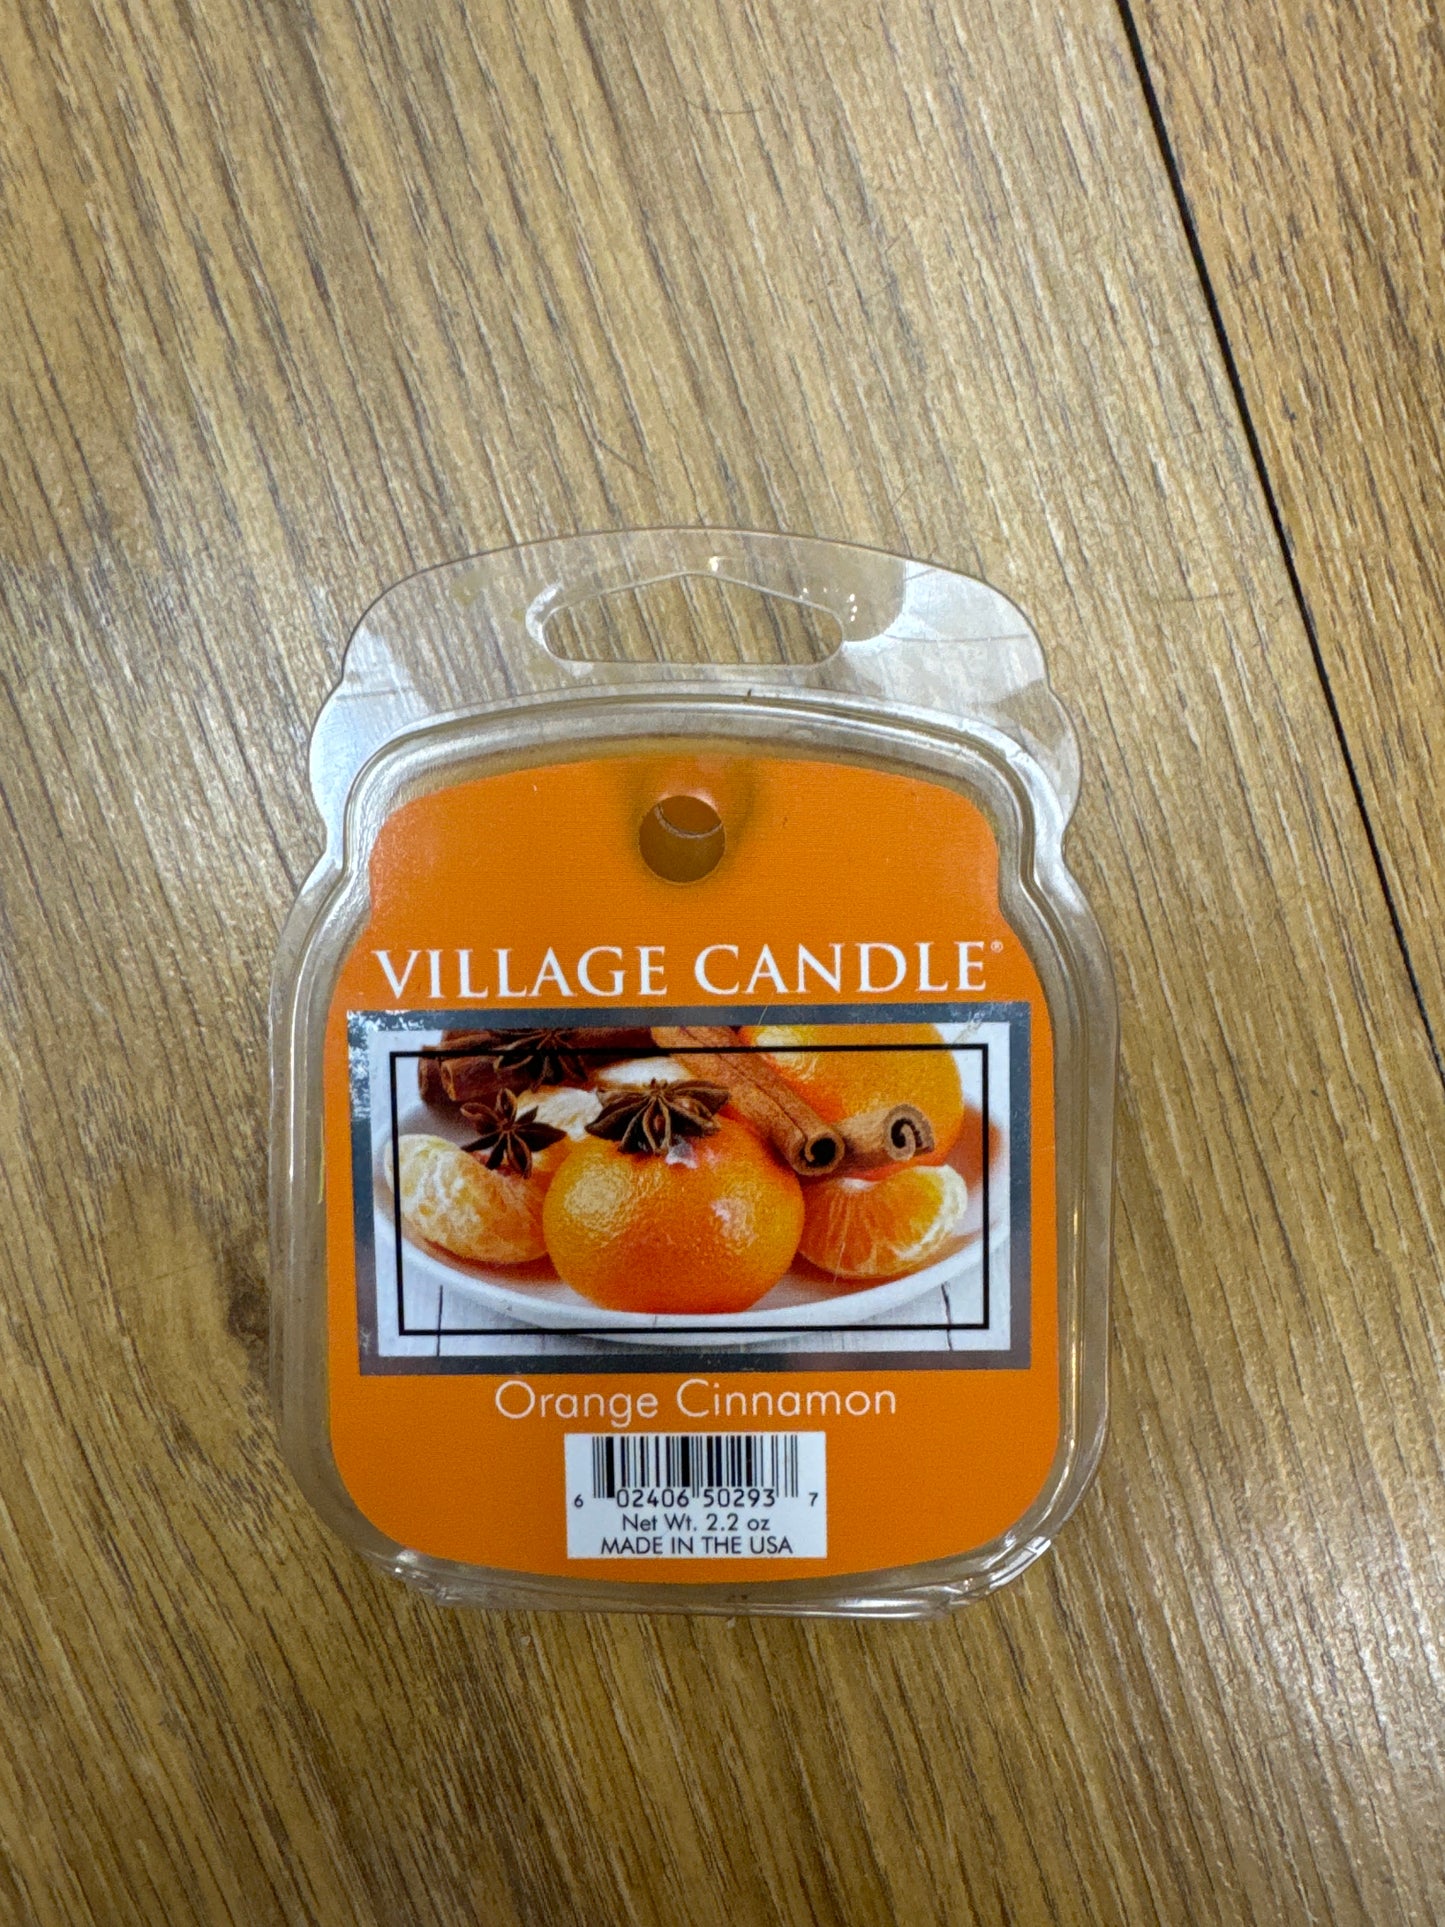 VILLAGE CANDLE®
Orange Cinnamon
6 02406 50293 7
Net Wt. 2.2 oz
MADE IN THE USA